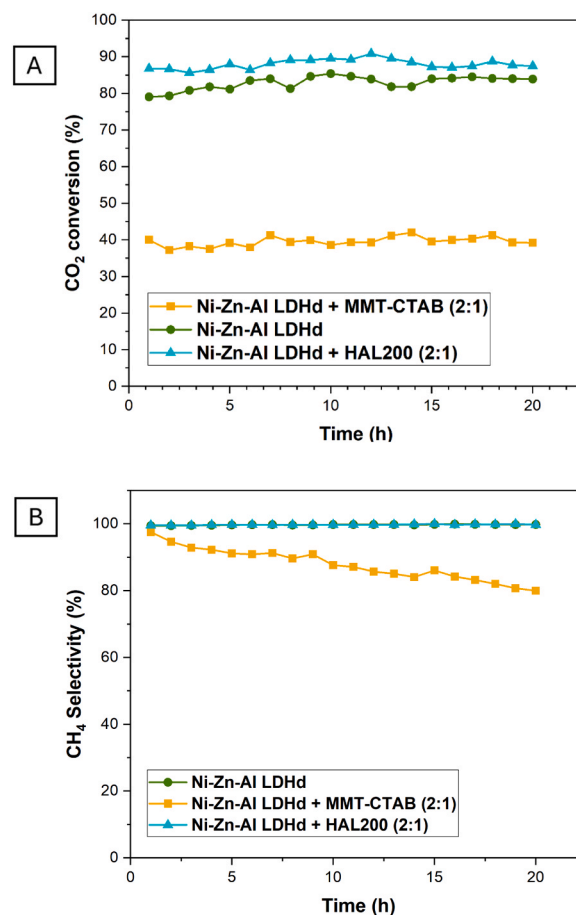 A
CO2 conversion (%)
100
90
80
70
60
50
40
30
20
10
0
Ni-Zn-Al LDHd + MMT-CTAB (2:1)
Ni-Zn-Al LDHd
Ni-Zn-Al LDHd + HAL200 (2:1)
0 5 10 15 20
Time (h)
B
CH4 Selectivity (%)
100
80
60
40
20
0
Ni-Zn-Al LDHd
Ni-Zn-Al LDHd + MMT-CTAB (2:1)
Ni-Zn-Al LDHd + HAL200 (2:1)
0 5 10 15 20
Time (h)